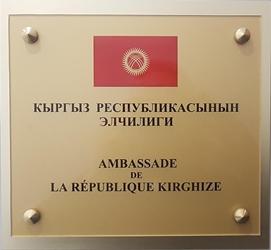 КЫРГЫЗ РЕСПУБЛИКАСЫНЫН
ЭЛЧИЛИГИ
AMBASSADE
DE
LA RÉPUBLIQUE KIRGHIZE